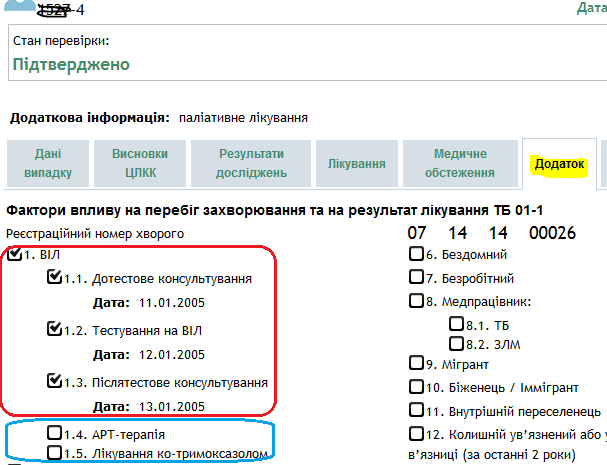 1527-4
Дата
Стан перевірки:
Підтверджено
Додаткова інформація: паліативне лікування
Дані випадку
Висновки ЦЛКК
Результати досліджень
Лікування
Медичне обстеження
Додаток
Фактори впливу на перебіг захворювання та на результат лікування ТБ 01-1
Реєстраційний номер хворого 07 14 14 00026
1. ВІЛ
1.1. Дотестове консультування
Дата: 11.01.2005
1.2. Тестування на ВІЛ
Дата: 12.01.2005
1.3. Післятестове консультування
Дата: 13.01.2005
1.4. АРТ-терапія
1.5. Лікування ко-тримоксазолом
6. Бездомний
7. Безробітний
8. Медпрацівник:
8.1. ТБ
8.2. ЗЛМ
9. Мігрант
10. Біженець / Іммігрант
11. Внутрішній переселенець
12. Колишній ув’язнений або
в’язниці (за останні 2 роки)